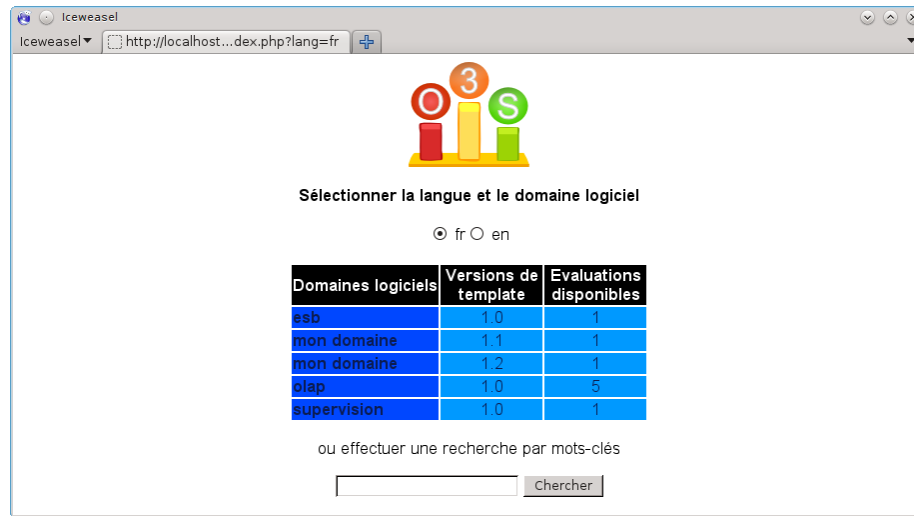 Iceweasel
Iceweasel http://localhost...dex.php?lang=fr
O3S
Sélectionner la langue et le domaine logiciel
fr en
Domaines logiciels Versions de template Evaluations disponibles
esb 1.0 1
mon domaine 1.1 1
mon domaine 1.2 1
olap 1.0 5
supervision 1.0 1
ou effectuer une recherche par mots-clés
Chercher